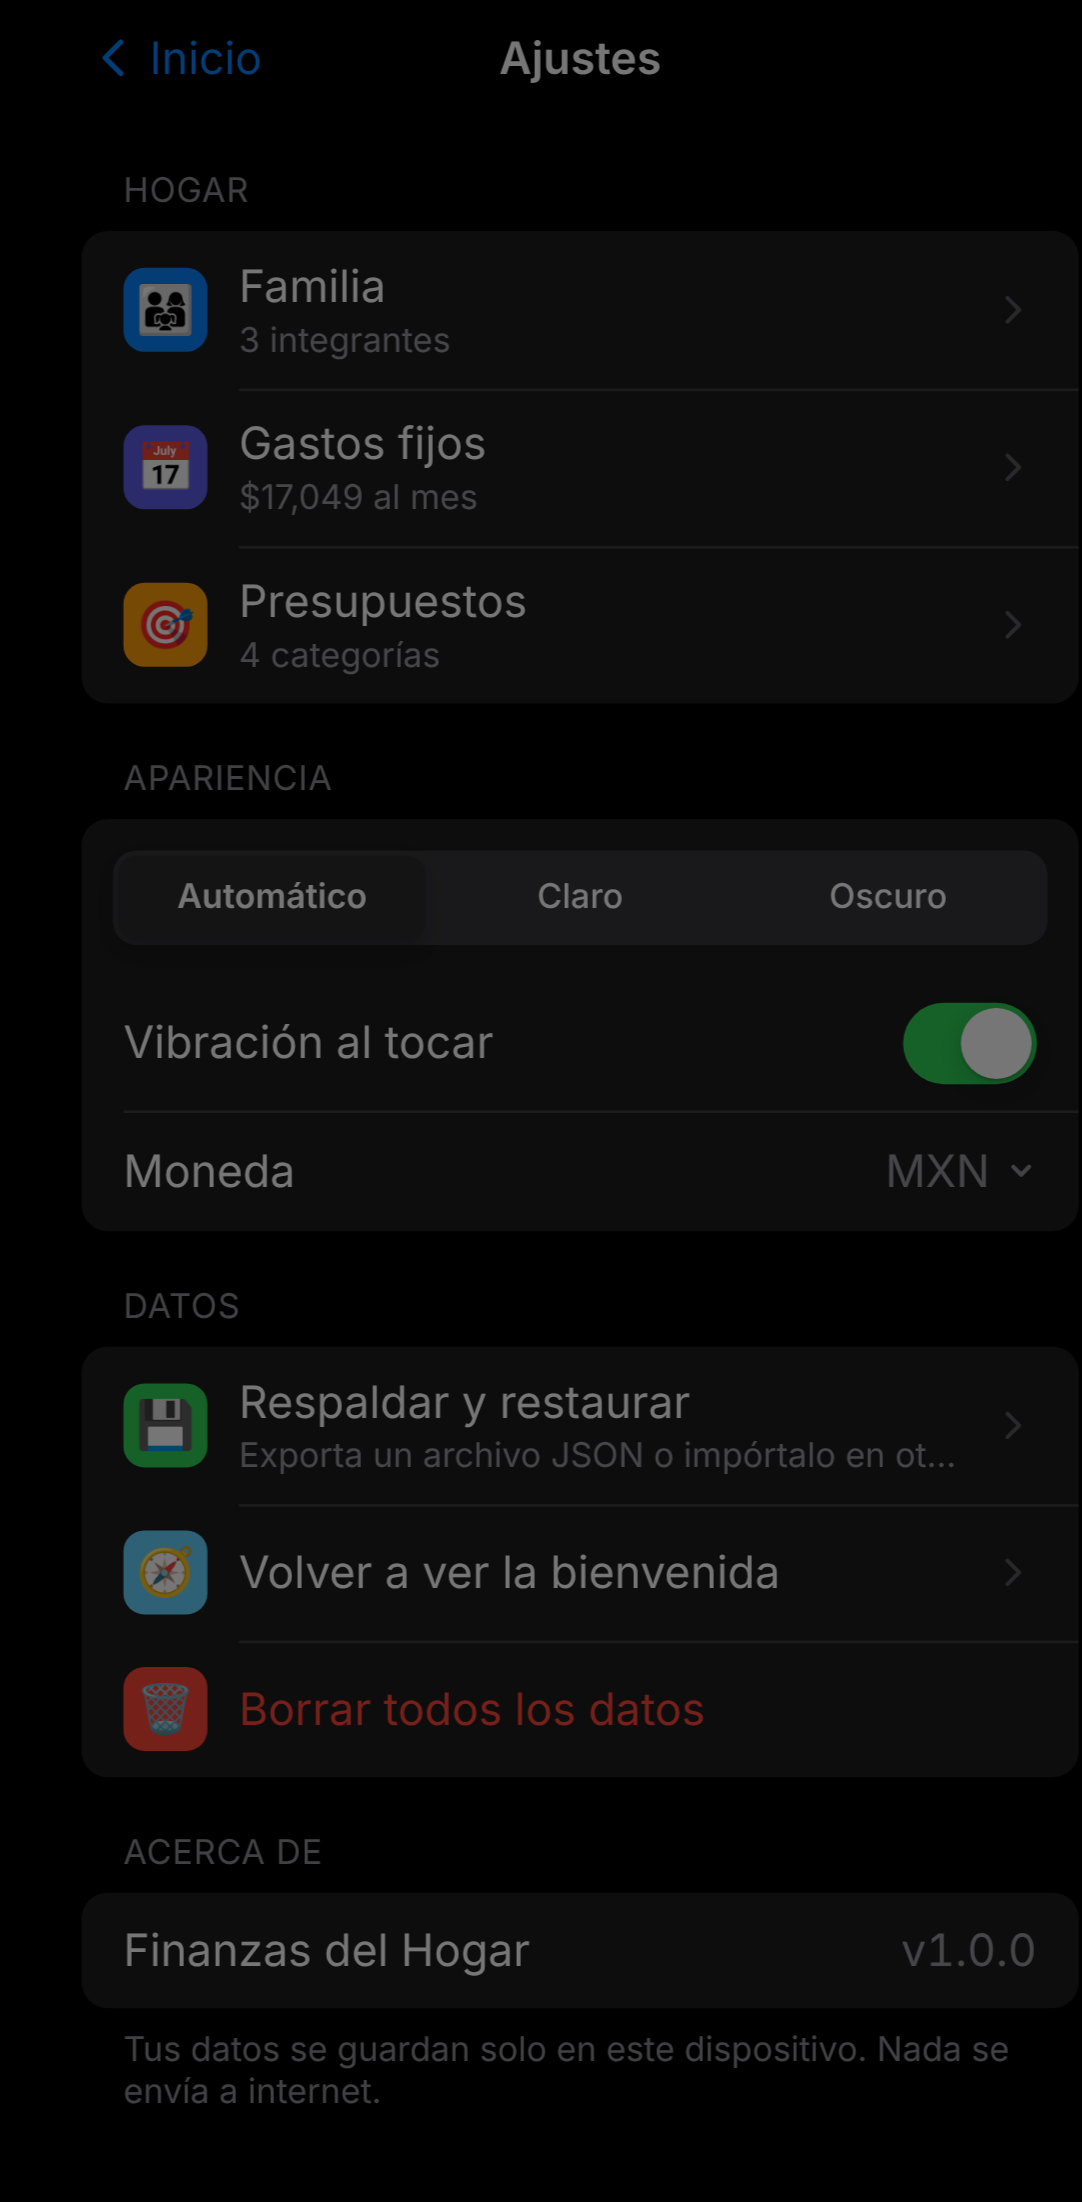 Inicio
Ajustes
HOGAR
Familia
3 integrantes
July
17
Gastos fijos
$17,049 al mes
Presupuestos
4 categorías
APARIENCIA
Automático
Claro
Oscuro
Vibración al tocar
Moneda
MXN
DATOS
Respaldar y restaurar
Exporta un archivo JSON o impórtalo en ot...
Volver a ver la bienvenida
Borrar todos los datos
ACERCA DE
Finanzas del Hogar
v1.0.0
Tus datos se guardan solo en este dispositivo. Nada se
envía a internet.